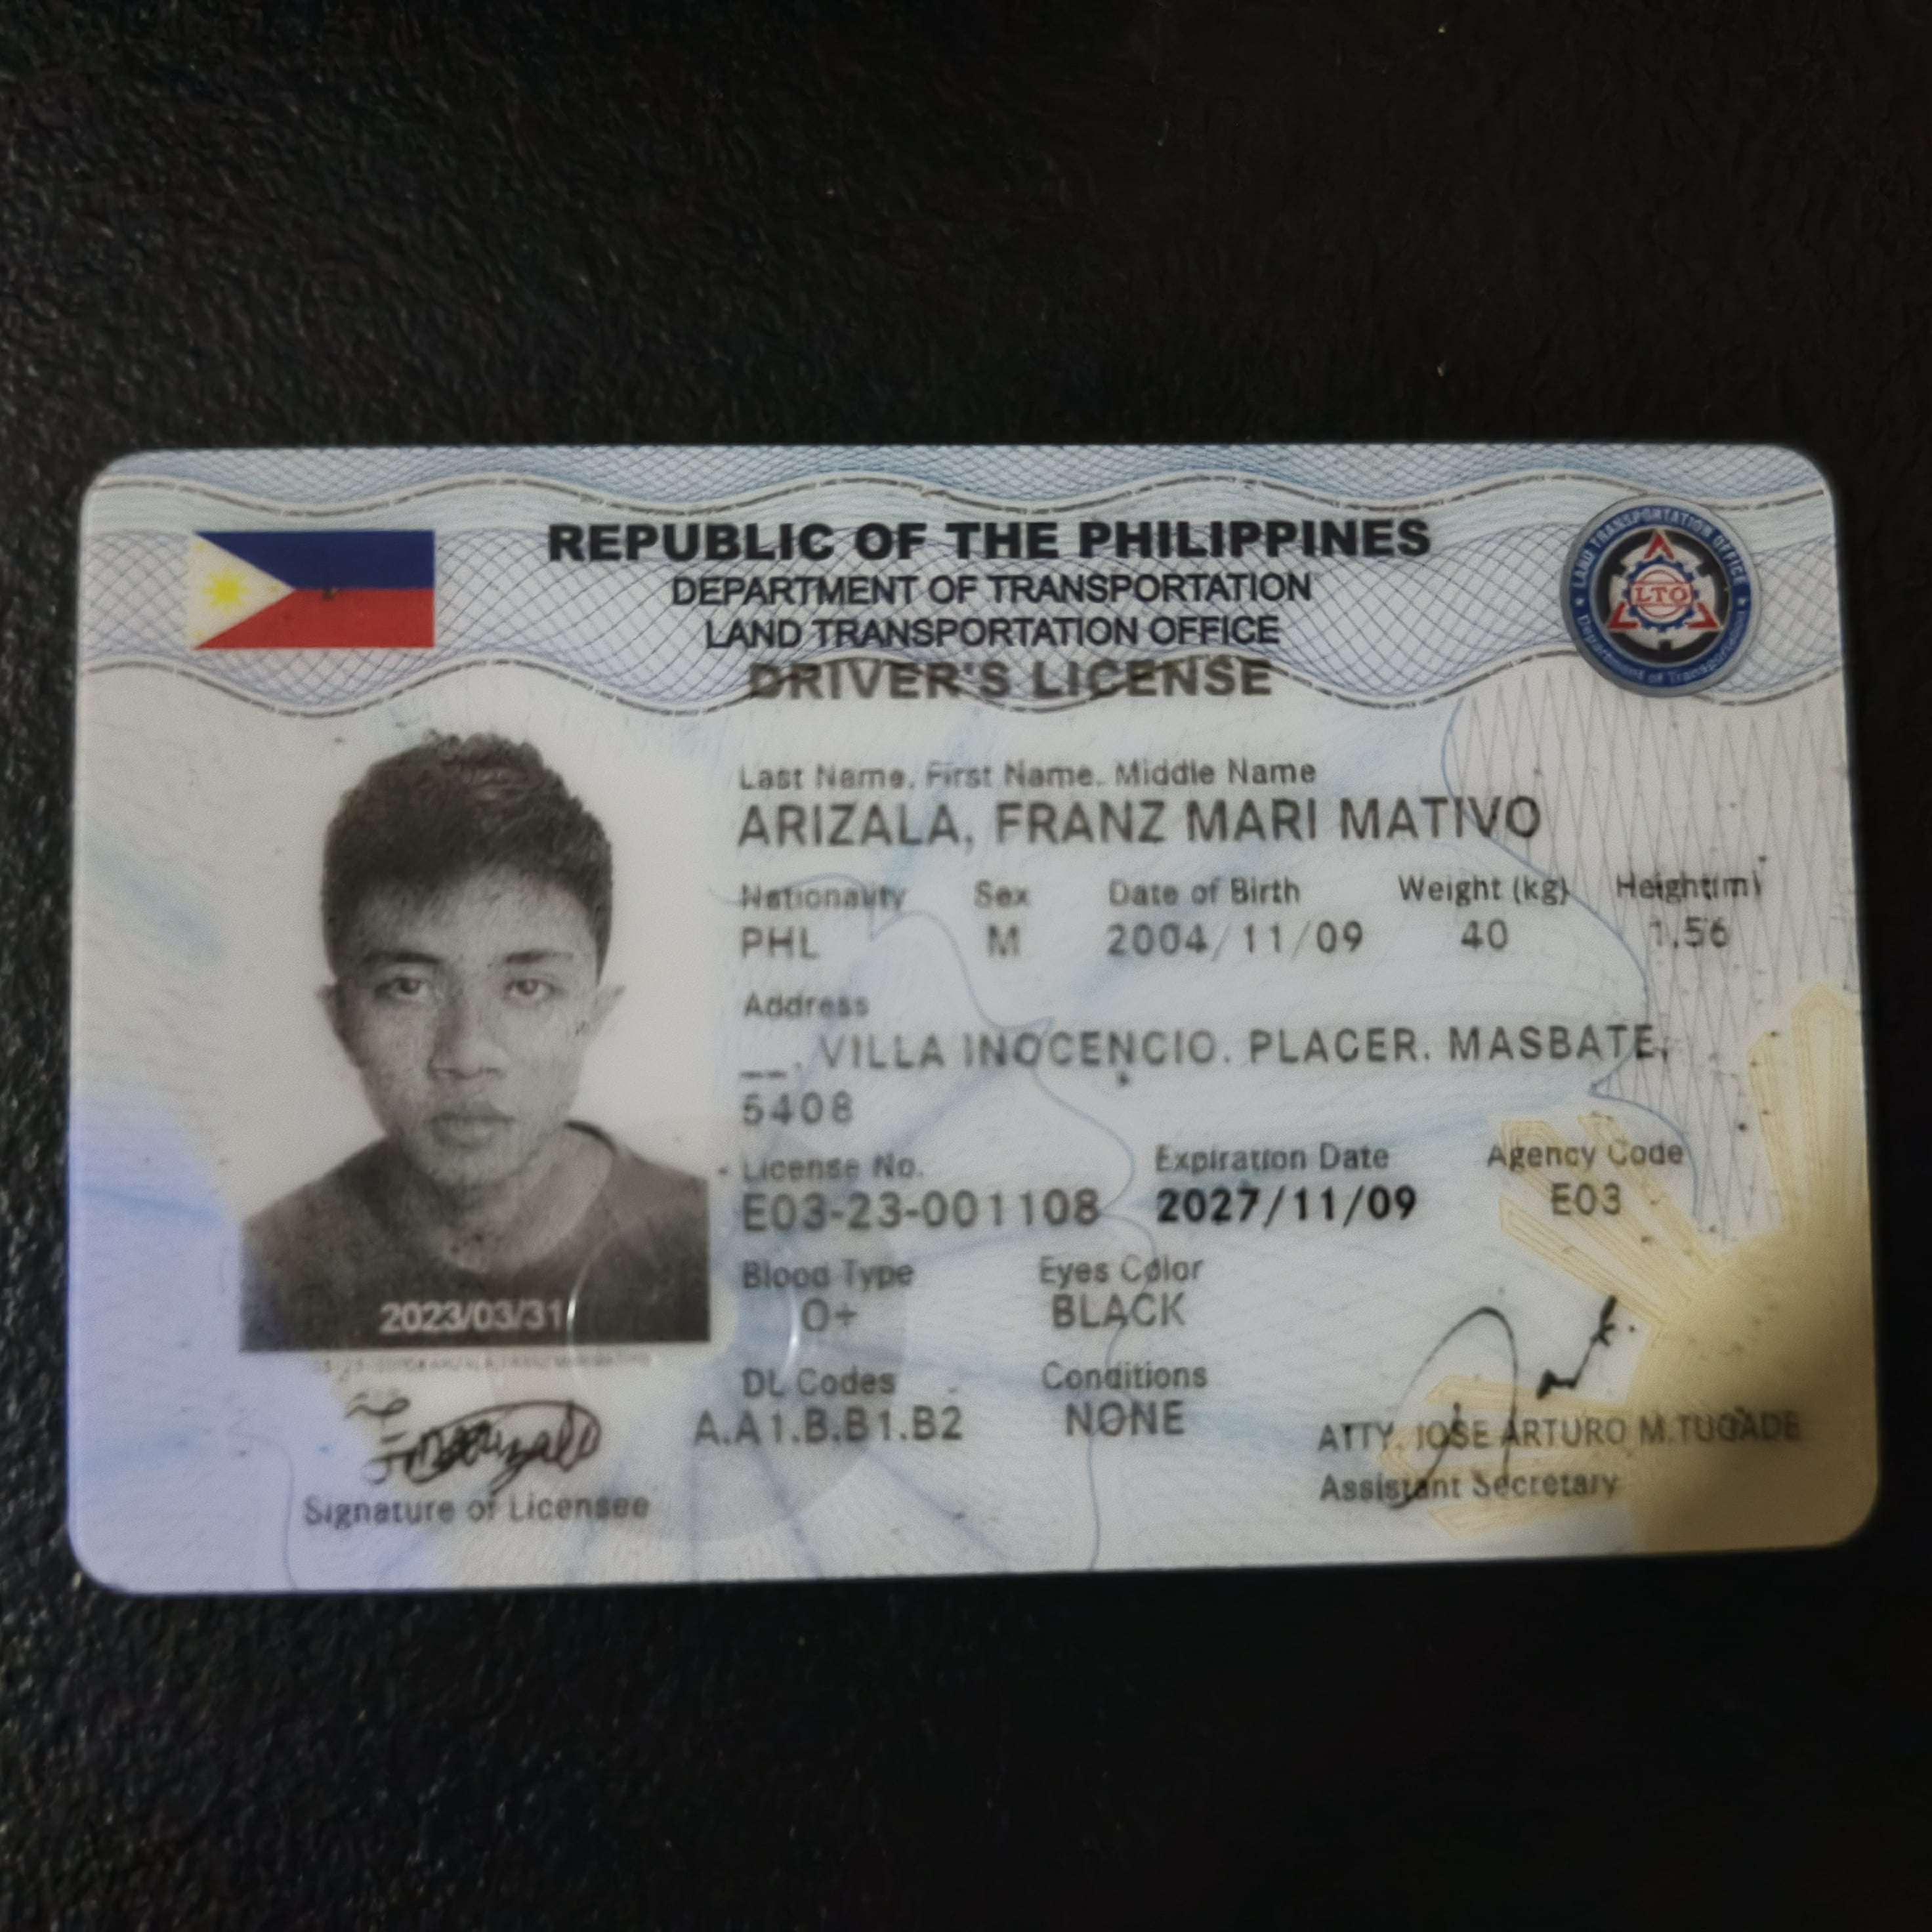 REPUBLIC OF THE PHILIPPINES
DEPARTMENT OF TRANSPORTATION
LAND TRANSPORTATION OFFICE
DRIVER'S LICENSE
LAND TRANSPORTATION OFFICE
LTO
Department of Transportation
Last Name, First Name, Middle Name
ARIZALA, FRANZ MARI MATIVO
Nationality Sex Date of Birth Weight (kg) Height(m)
PHL M 2004/11/09 40 1.56
Address
__, VILLA INOCENCIO, PLACER, MASBATE,
5408
License No. Expiration Date Agency Code
E03-23-001108 2027/11/09 E03
Blood Type Eyes Color
O+ BLACK
DL Codes Conditions
A,A1,B,B1,B2 NONE
2023/03/31
Signature of Licensee
ATTY. JOSE ARTURO M. TUGADE
Assistant Secretary